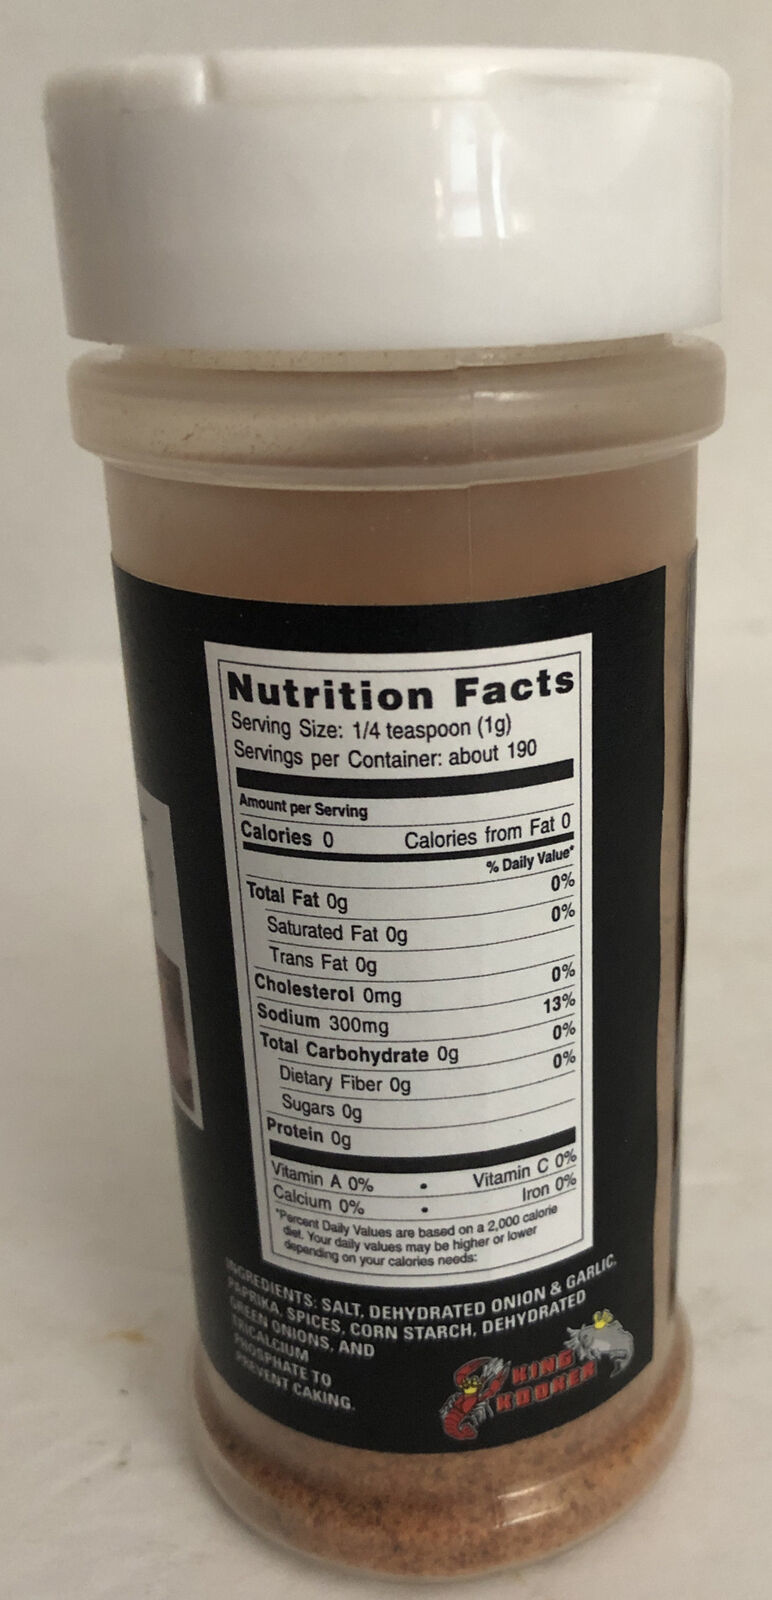 Nutrition Facts
Serving Size: 1/4 teaspoon (1g)
Servings per Container: about 190
Amount per Serving
Calories 0 Calories from Fat 0
% Daily Value*
Total Fat 0g 0%
Saturated Fat 0g 0%
Trans Fat 0g
Cholesterol 0mg 0%
Sodium 300mg 13%
Total Carbohydrate 0g 0%
Dietary Fiber 0g 0%
Sugars 0g
Protein 0g
Vitamin A 0% • Vitamin C 0%
Calcium 0% • Iron 0%
*Percent Daily Values are based on a 2,000 calorie
diet. Your daily values may be higher or lower
depending on your calories needs:
INGREDIENTS: SALT, DEHYDRATED ONION & GARLIC,
PAPRIKA, SPICES, CORN STARCH, DEHYDRATED
GREEN ONIONS, AND
TRICALCIUM
PHOSPHATE TO
PREVENT CAKING.
KING
KOOKER